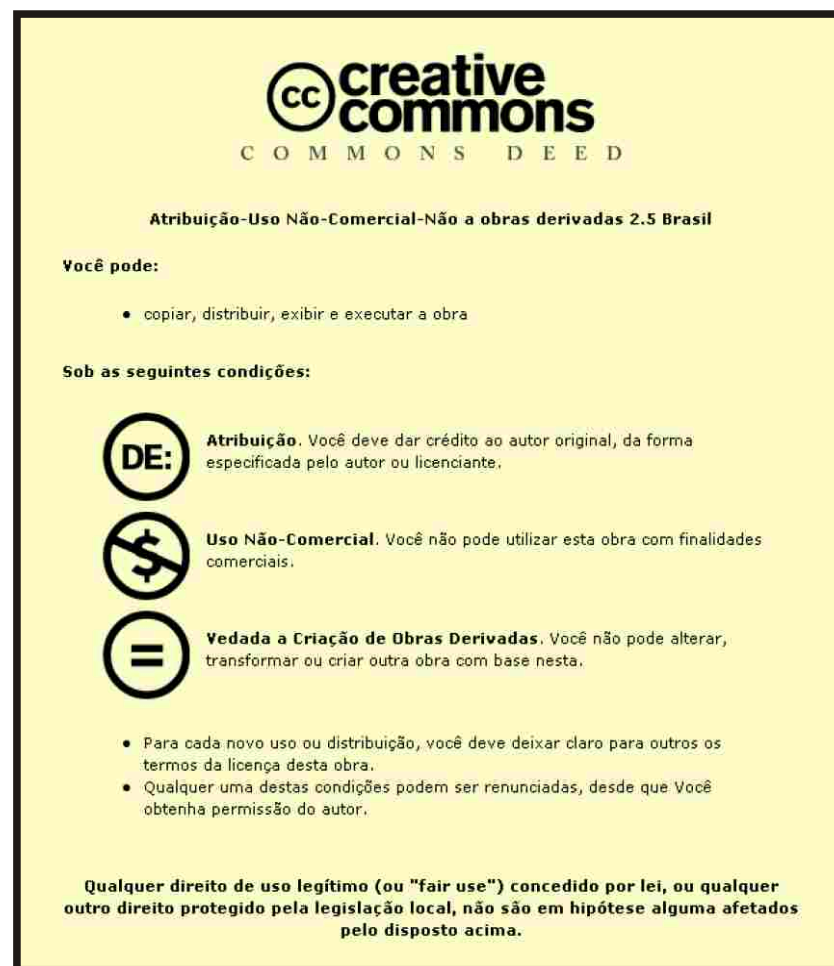 cc creative
commons
COMMONS DEED
Atribuição-Uso Não-Comercial-Não a obras derivadas 2.5 Brasil
Você pode:
• copiar, distribuir, exibir e executar a obra
Sob as seguintes condições:
DE:
Atribuição. Você deve dar crédito ao autor original, da forma
especificada pelo autor ou licenciante.
$
Uso Não-Comercial. Você não pode utilizar esta obra com finalidades
comerciais.
=
Vedada a Criação de Obras Derivadas. Você não pode alterar,
transformar ou criar outra obra com base nesta.
• Para cada novo uso ou distribuição, você deve deixar claro para outros os
termos da licença desta obra.
• Qualquer uma destas condições podem ser renunciadas, desde que Você
obtenha permissão do autor.
Qualquer direito de uso legítimo (ou "fair use") concedido por lei, ou qualquer
outro direito protegido pela legislação local, não são em hipótese alguma afetados
pelo disposto acima.